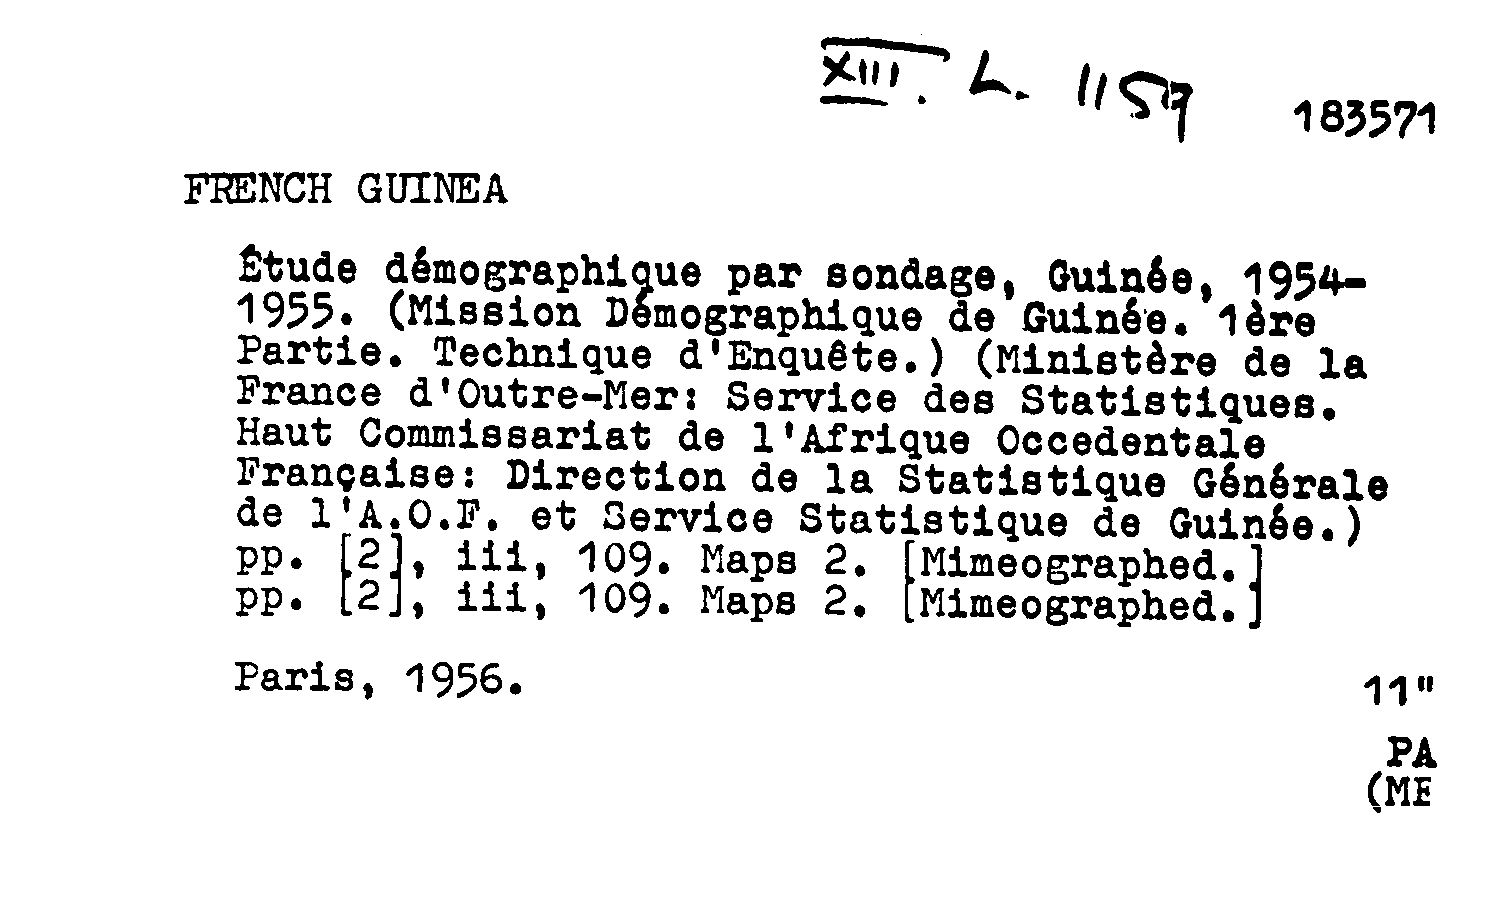 XIII. L. 1157
183571
FRENCH GUINEA
Étude démographique par sondage, Guinée, 1954-
1955. (Mission Démographique de Guinée. 1ère
Partie. Technique d'Enquête.) (Ministère de la
France d'Outre-Mer: Service des Statistiques.
Haut Commissariat de l'Afrique Occedentale
Française: Direction de la Statistique Générale
de l'A.O.F. et Service Statistique de Guinée.)
pp. [2], iii, 109. Maps 2. [Mimeographed.]
pp. [2], iii, 109. Maps 2. [Mimeographed.]
Paris, 1956.
11"
PA
(ME